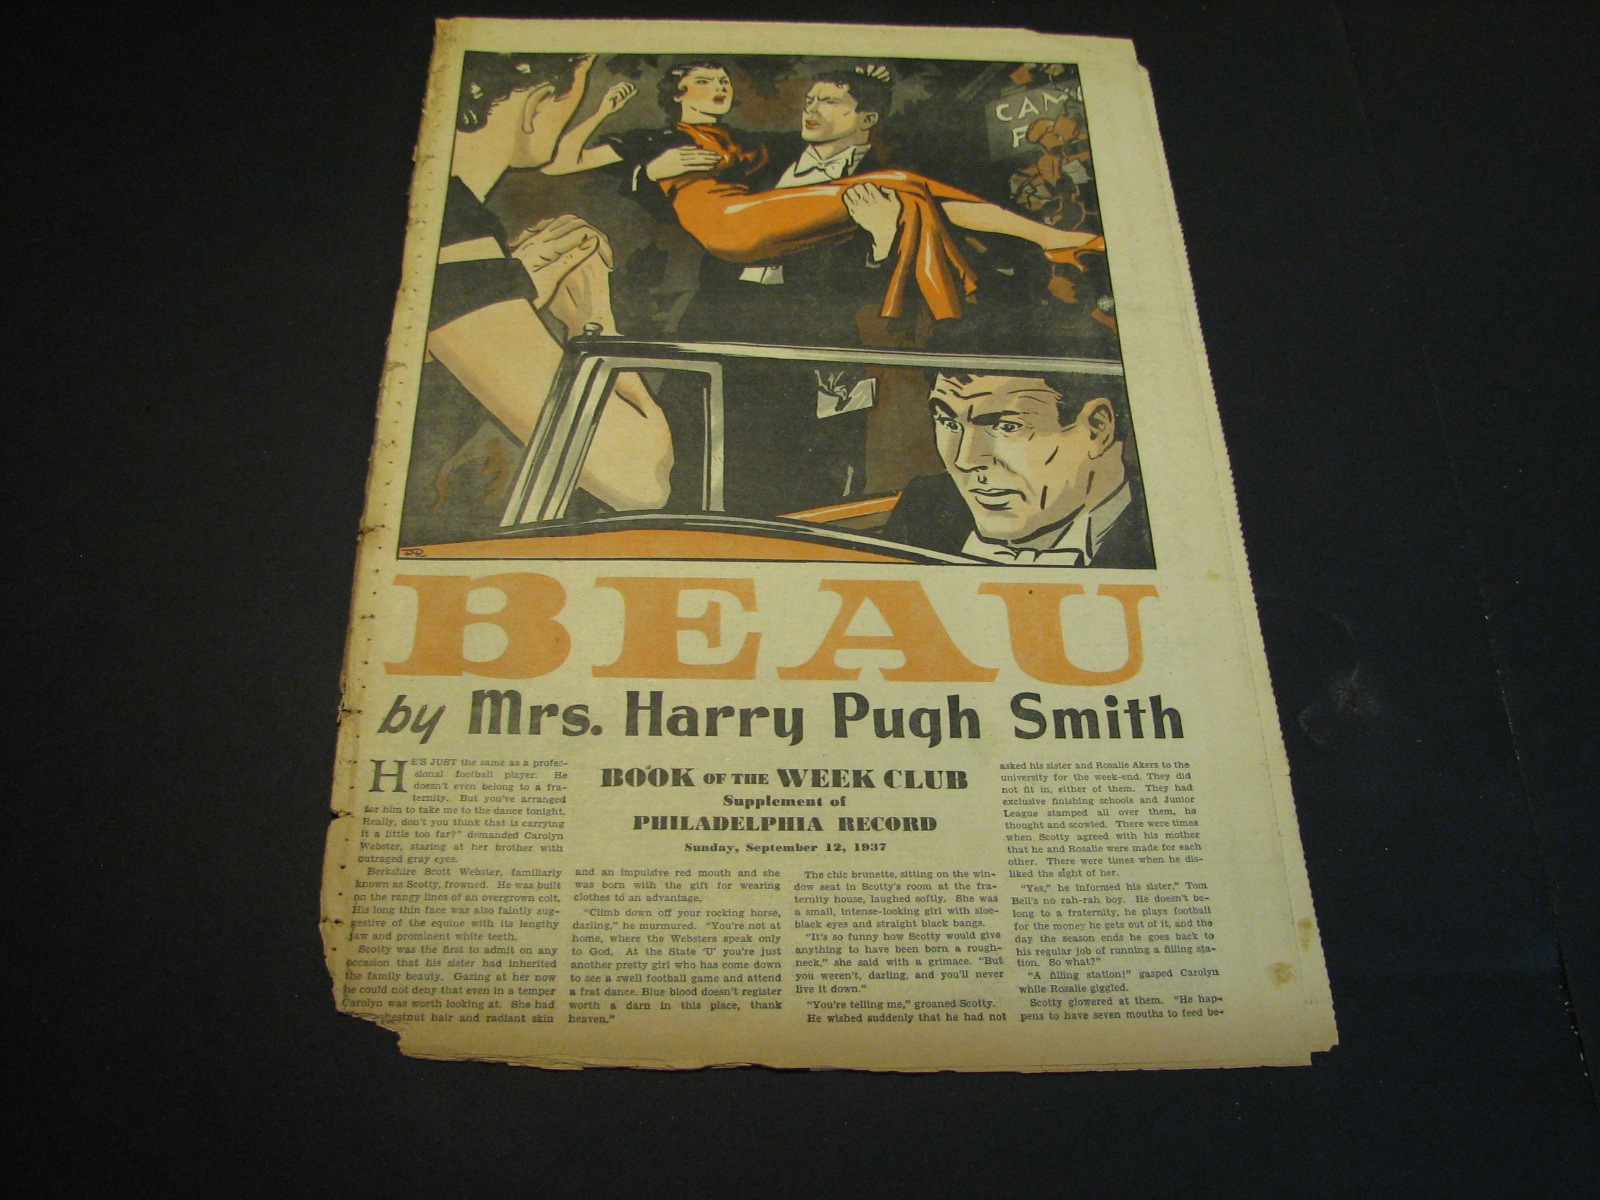 CAM
F
PR
BEAU
by Mrs. Harry Pugh Smith
HE'S JUST the same as a profes-
sional football player. He
doesn't even belong to a fra-
ternity. But you've arranged
for him to take me to the dance tonight.
Really, don't you think that is carrying
it a little too far?" demanded Carolyn
Webster, staring at her brother with
outraged gray eyes.
Berkshire Scott Webster, familiarly
known as Scotty, frowned. He was built
on the rangy lines of an overgrown colt.
His long thin face was also faintly sug-
gestive of the equine with its lengthy
jaw and prominent white teeth.
Scotty was the first to admit on any
occasion that his sister had inherited
the family beauty. Gazing at her now
he could not deny that even in a temper
Carolyn was worth looking at. She had
chestnut hair and radiant skin
BOOK OF THE WEEK CLUB
Supplement of
PHILADELPHIA RECORD
Sunday, September 12, 1937
and an impulsive red mouth and she
was born with the gift for wearing
clothes to an advantage.
"Climb down off your rocking horse,
darling," he murmured. "You're not at
home, where the Websters speak only
to God. At the State 'U' you're just
another pretty girl who has come down
to see a swell football game and attend
a frat dance. Blue blood doesn't register
worth a darn in this place, thank
heaven."
The chic brunette, sitting on the win-
dow seat in Scotty's room at the fra-
ternity house, laughed softly. She was
a small, intense-looking girl with sloe-
black eyes and straight black bangs.
"It's so funny how Scotty would give
anything to have been born a rough-
neck," she said with a grimace. "But
you weren't, darling, and you'll never
live it down."
"You're telling me," groaned Scotty.
He wished suddenly that he had not
asked his sister and Rosalie Akers to the
university for the week-end. They did
not fit in, either of them. They had
exclusive finishing schools and Junior
League stamped all over them, he
thought and scowled. There were times
when Scotty agreed with his mother
that he and Rosalie were made for each
other. There were times when he dis-
liked the sight of her.
"Yes," he informed his sister," Tom
Bell's no rah-rah boy. He doesn't be-
long to a fraternity, he plays football
for the money he gets out of it, and the
day the season ends he goes back to
his regular job of running a filling sta-
tion. So what?"
"A filling station!" gasped Carolyn
while Rosalie giggled.
Scotty glowered at them. "He hap-
pens to have seven mouths to feed be-